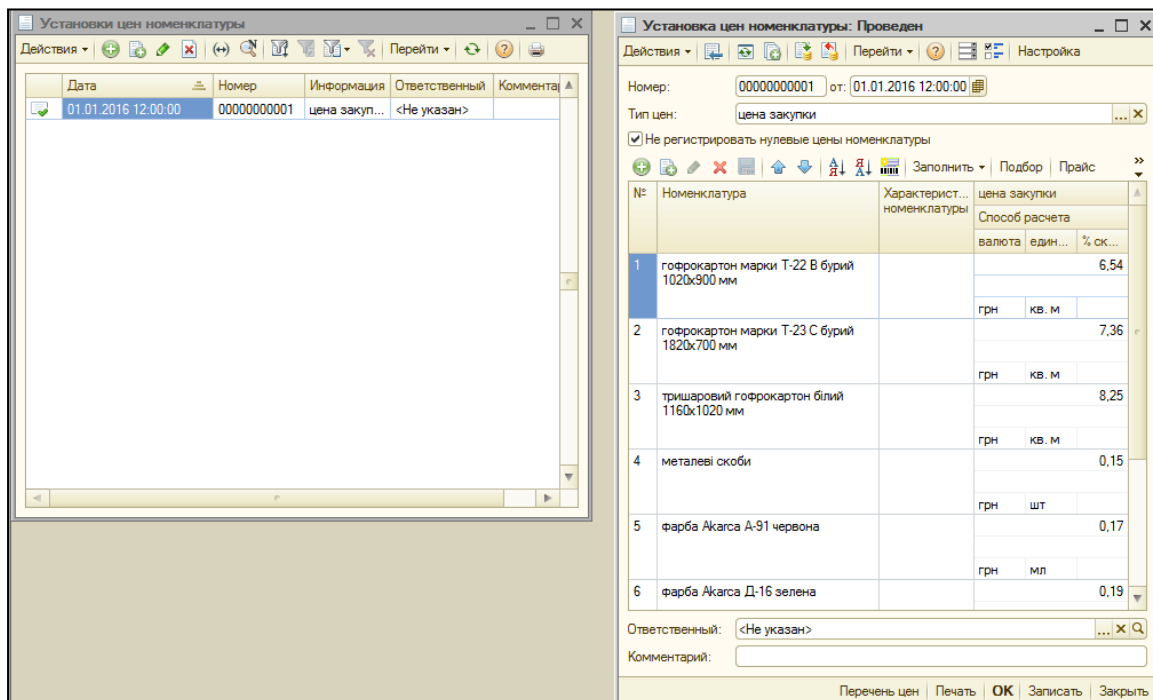 Установки цен номенклатуры
Действия
Перейти
Дата Номер Информация Ответственный Коммента
01.01.2016 12:00:00 00000000001 цена закуп... <Не указан>
Установка цен номенклатуры: Проведен
Действия Перейти Настройка
Номер: 00000000001 от: 01.01.2016 12:00:00
Тип цен: цена закупки ... x
Не регистрировать нулевые цены номенклатуры
Заполнить Подбор Прайс »
№ Номенклатура Характерист... цена закупки
номенклатуры Способ расчета
валюта един... % ск...
1 гофрокартон марки Т-22 В бурий 6,54
1020х900 мм
грн кв. м
2 гофрокартон марки Т-23 С бурий 7,36
1820х700 мм
грн кв. м
3 тришаровий гофрокартон білий 8,25
1160х1020 мм
грн кв. м
4 металеві скоби 0,15
грн шт
5 фарба Akarca А-91 червона 0,17
грн мл
6 фарба Akarca Д-16 зелена 0,19
Ответственный: <Не указан> ... x
Комментарий:
Перечень цен Печать OK Записать Закрыть